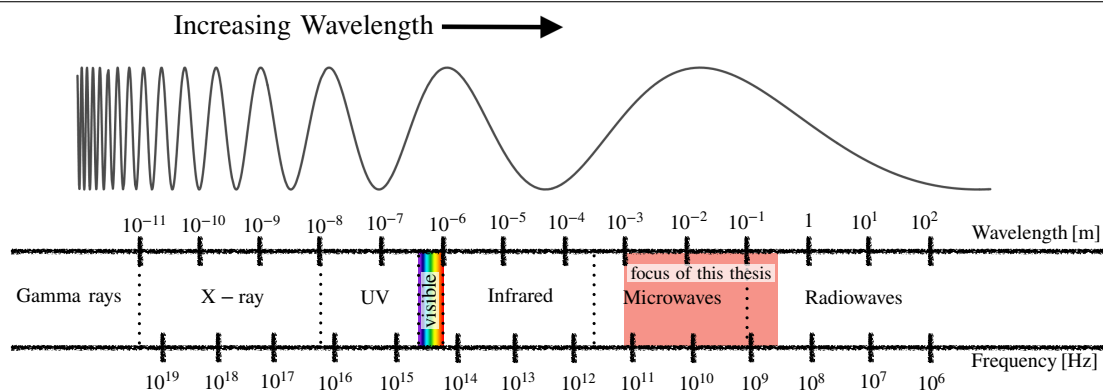 Increasing Wavelength
10⁻¹¹ 10⁻¹⁰ 10⁻⁹ 10⁻⁸ 10⁻⁷ 10⁻⁶ 10⁻⁵ 10⁻⁴ 10⁻³ 10⁻² 10⁻¹ 1 10¹ 10²
Wavelength [m]
focus of this thesis
Gamma rays X – ray UV visible Infrared Microwaves Radiowaves
Frequency [Hz]
10¹⁹ 10¹⁸ 10¹⁷ 10¹⁶ 10¹⁵ 10¹⁴ 10¹³ 10¹² 10¹¹ 10¹⁰ 10⁹ 10⁸ 10⁷ 10⁶